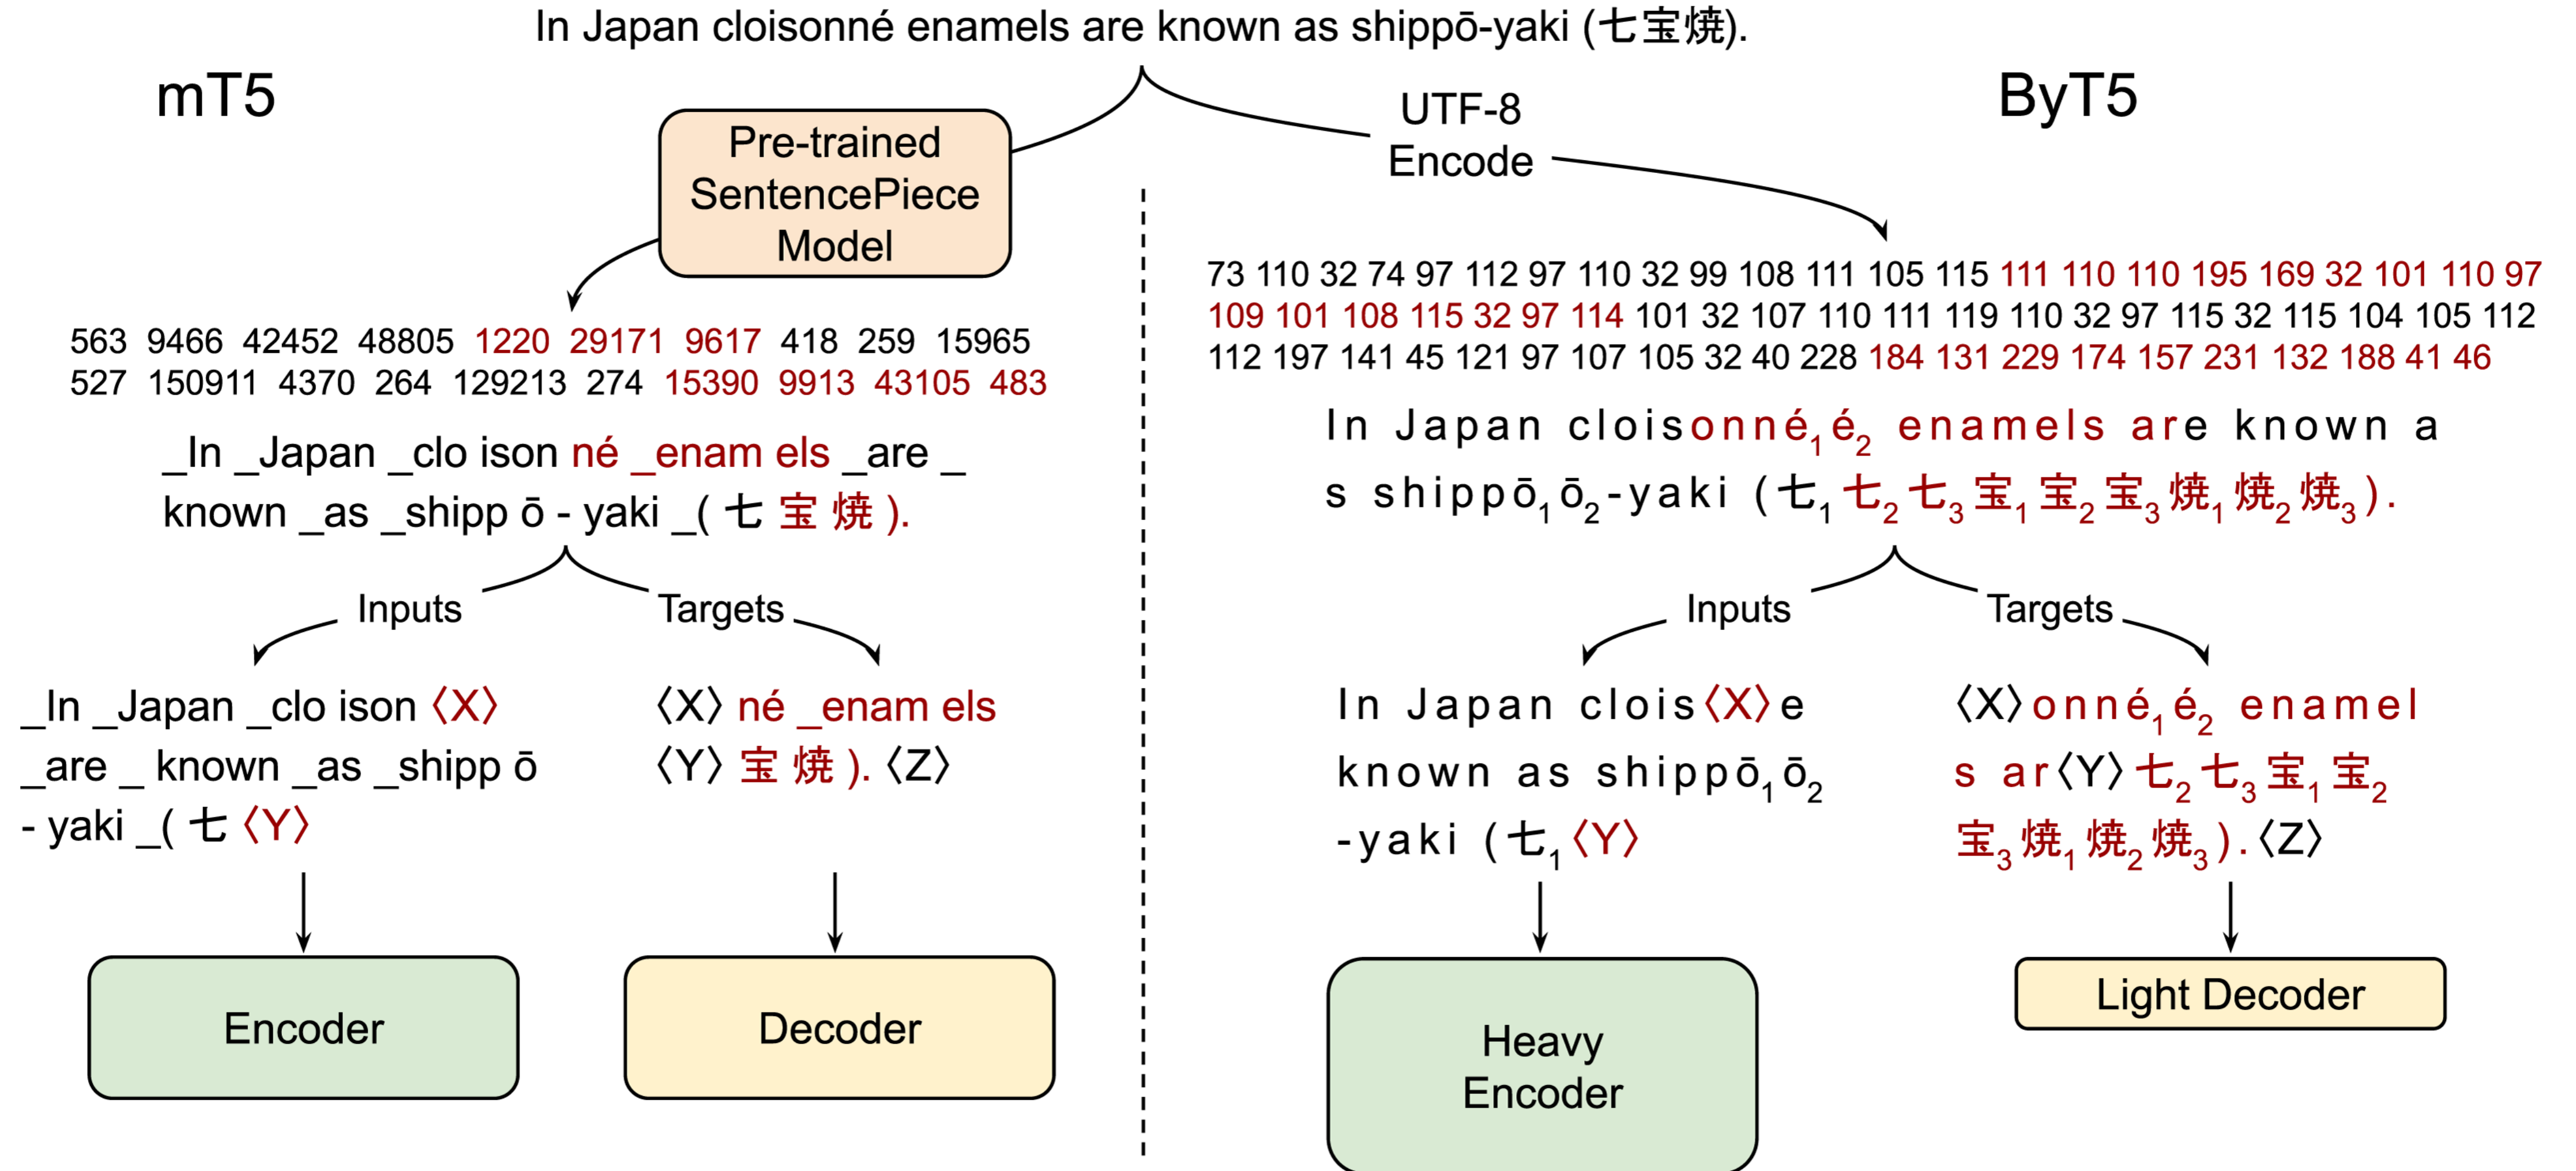 In Japan cloisonné enamels are known as shippō-yaki (七宝焼).
mT5
Pre-trained
SentencePiece
Model
563 9466 42452 48805 1220 29171 9617 418 259 15965
527 150911 4370 264 129213 274 15390 9913 43105 483
_In _Japan _clo ison né _enam els _are _
known _as _shipp ō - yaki _( 七 宝 焼 ).
Inputs
Targets
_In _Japan _clo ison 〈X〉
_are _ known _as _shipp ō
- yaki _( 七 〈Y〉
〈X〉 né _enam els
〈Y〉 宝 焼 ). 〈Z〉
Encoder
Decoder
ByT5
UTF-8
Encode
73 110 32 74 97 112 97 110 32 99 108 111 105 115 111 110 110 195 169 32 101 110 97
109 101 108 115 32 97 114 101 32 107 110 111 119 110 32 97 115 32 115 104 105 112
112 197 141 45 121 97 107 105 32 40 228 184 131 229 174 157 231 132 188 41 46
In Japan cloisonné₁é₂ enamels are known a
s shippō₁ō₂-yaki (七₁七₂七₃宝₁宝₂宝₃焼₁焼₂焼₃).
Inputs
Targets
In Japan clois〈X〉e
known as shippō₁ō₂
-yaki (七₁〈Y〉
〈X〉onné₁é₂ enamel
s ar〈Y〉七₂七₃宝₁宝₂
宝₃焼₁焼₂焼₃).〈Z〉
Heavy
Encoder
Light Decoder